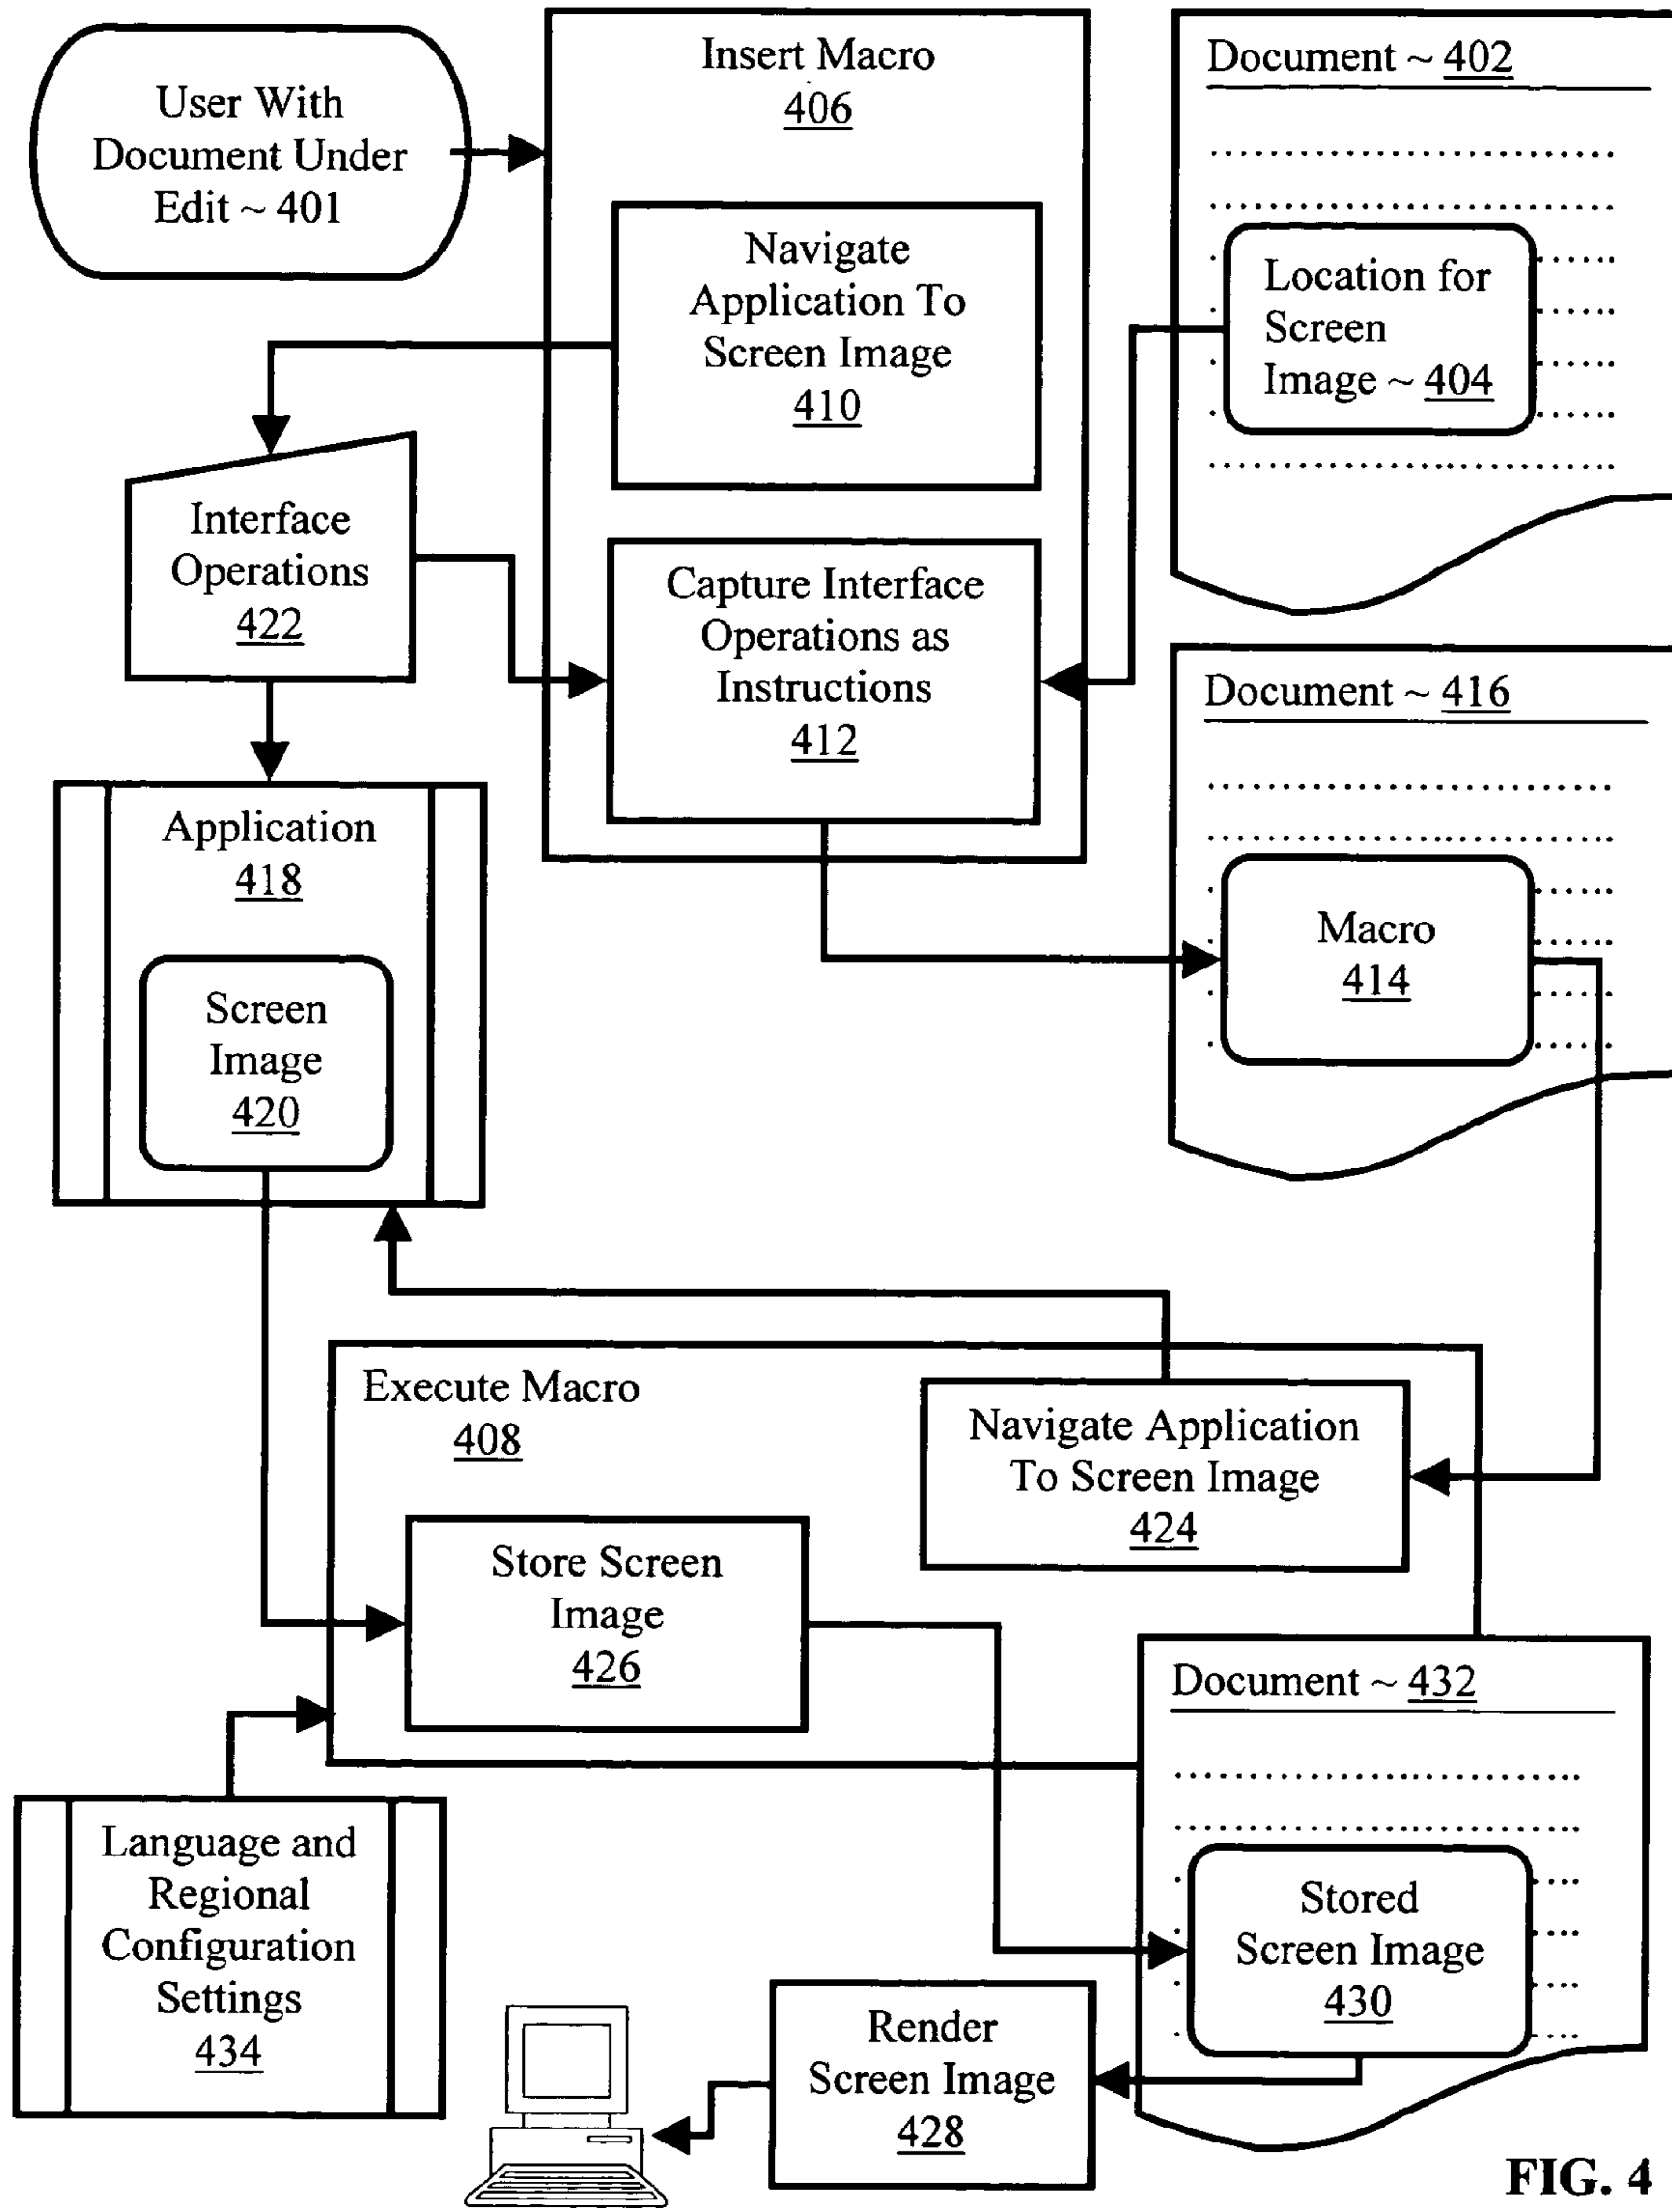 User With
Document Under
Edit ~ 401
Insert Macro
406
Navigate
Application To
Screen Image
410
Capture Interface
Operations as
Instructions
412
Document ~ 402
Location for
Screen
Image ~ 404
Interface
Operations
422
Document ~ 416
Macro
414
Application
418
Screen
Image
420
Execute Macro
408
Navigate Application
To Screen Image
424
Store Screen
Image
426
Document ~ 432
Stored
Screen Image
430
Language and
Regional
Configuration
Settings
434
Render
Screen Image
428
FIG. 4